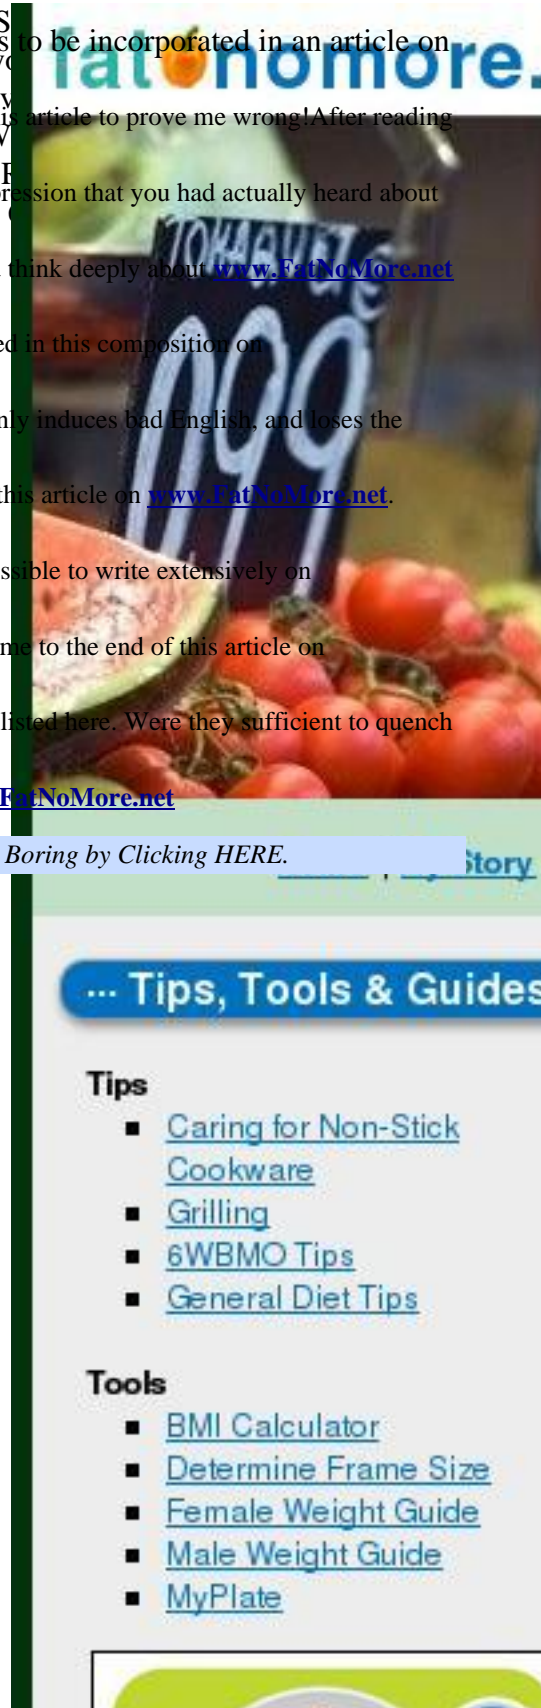 s to be incorporated in an article on
fatnomore.
is article to prove me wrong!After reading
ression that you had actually heard about
think deeply about www.FatNoMore.net
ed in this composition on
nly induces bad English, and loses the
this article on www.FatNoMore.net.
ssible to write extensively on
me to the end of this article on
listed here. Were they sufficient to quench
FatNoMore.net
Boring by Clicking HERE.
Story
... Tips, Tools & Guides
Tips
Caring for Non-Stick
Cookware
Grilling
6WBMO Tips
General Diet Tips
Tools
BMI Calculator
Determine Frame Size
Female Weight Guide
Male Weight Guide
MyPlate